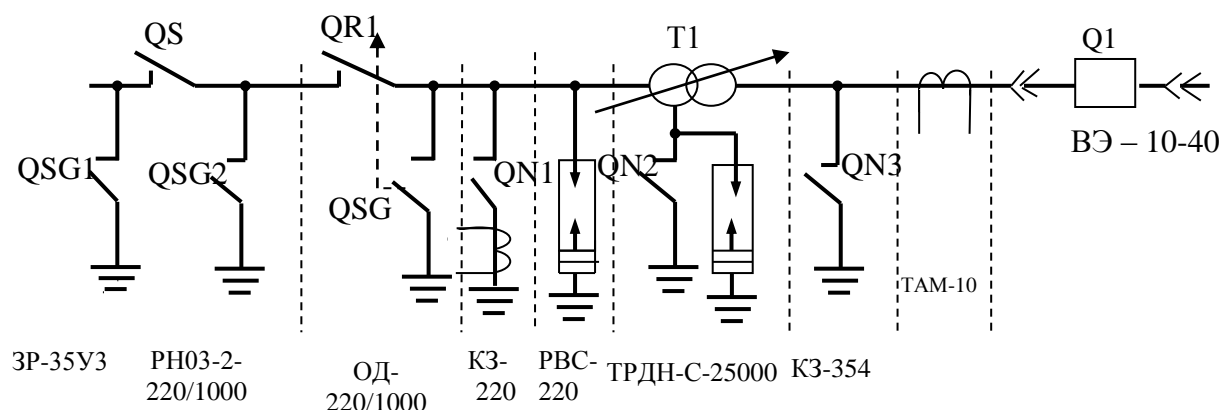 QS
QR1
T1
Q1
QSG1
QSG2
QSG
QN1
QN2
QN3
ВЭ – 10-40
ТАМ-10
ЗР-35У3
РН03-2-
220/1000
ОД-
220/1000
КЗ-
220
РВС-
220
ТРДН-С-25000
КЗ-354